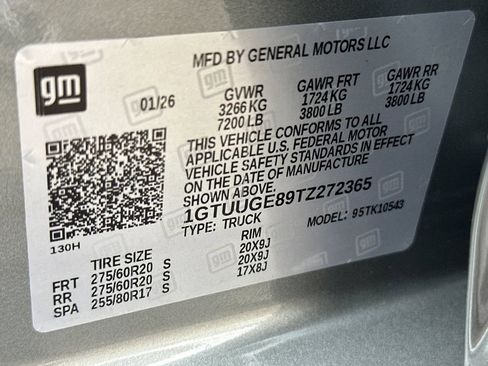 MFD BY GENERAL MOTORS LLC
gm
01/26
GVWR GAWR FRT GAWR RR
3266 KG 1724 KG 1724 KG
7200 LB 3800 LB 3800 LB
THIS VEHICLE CONFORMS TO ALL
APPLICABLE U.S. FEDERAL MOTOR
VEHICLE SAFETY STANDARDS IN EFFECT
ON THE DATE OF MANUFACTURE
SHOWN ABOVE.
1GTUUGE89TZ272365
TYPE: TRUCK MODEL: 95TK10543
130H
TIRE SIZE RIM
FRT 275/60R20 S 20X9J
RR 275/60R20 S 20X9J
SPA 255/80R17 S 17X8J